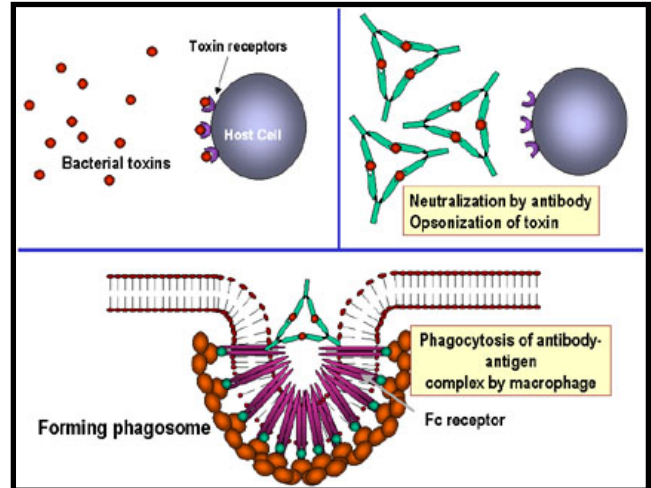 Toxin receptors
Host Cell
Bacterial toxins
Neutralization by antibody
Opsonization of toxin
Phagocytosis of antibody-
antigen
complex by macrophage
Fc receptor
Forming phagosome